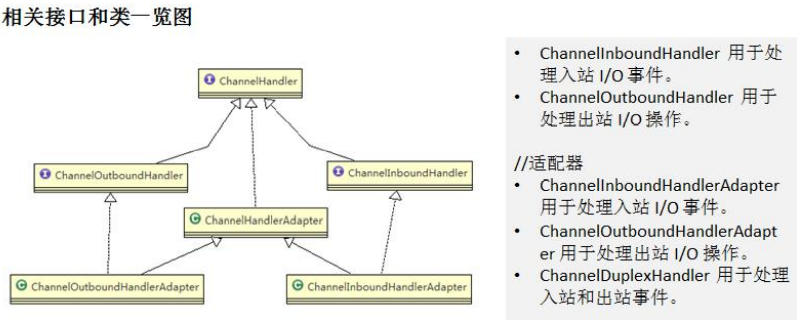 相关接口和类一览图
ChannelHandler
ChannelOutboundHandler
ChannelInboundHandler
ChannelHandlerAdapter
ChannelOutboundHandlerAdapter
ChannelInboundHandlerAdapter
• ChannelInboundHandler 用于处
理入站 I/O 事件。
• ChannelOutboundHandler 用于
处理出站 I/O 操作。
//适配器
• ChannelInboundHandlerAdapter
用于处理入站 I/O 事件。
• ChannelOutboundHandlerAdapt
er 用于处理出站 I/O 操作。
• ChannelDuplexHandler 用于处理
入站和出站事件。